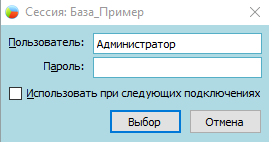 Сессия: База_Пример
Пользователь: Администратор
Пароль:
Использовать при следующих подключениях
Выбор Отмена